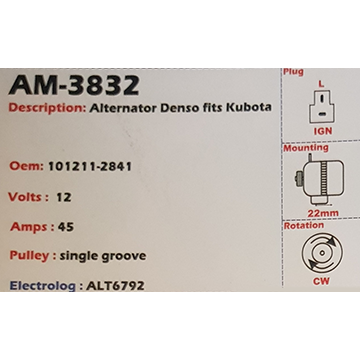 AM-3832
Description: Alternator Denso fits Kubota
Oem: 101211-2841
Volts : 12
Amps : 45
Pulley : single groove
Electrolog : ALT6792
Plug
L
IGN
Mounting
22mm
Rotation
CW